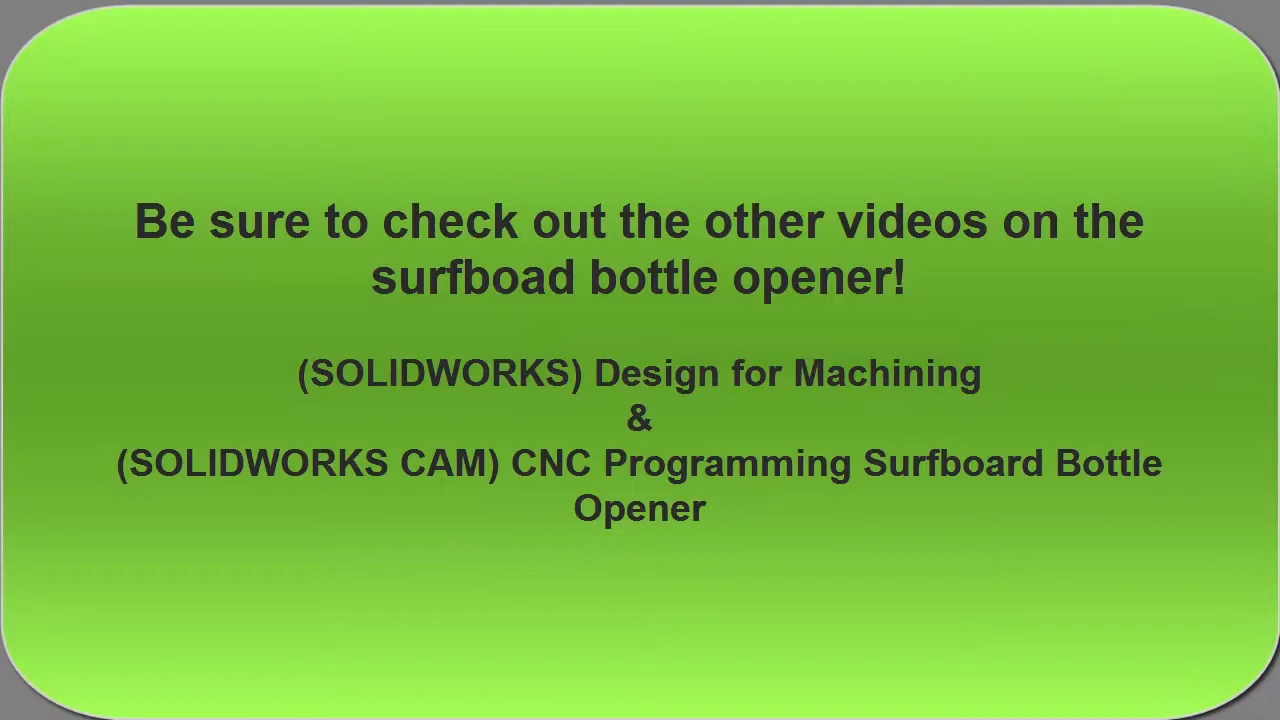 Be sure to check out the other videos on the
surfboad bottle opener!
(SOLIDWORKS) Design for Machining
&
(SOLIDWORKS CAM) CNC Programming Surfboard Bottle
Opener